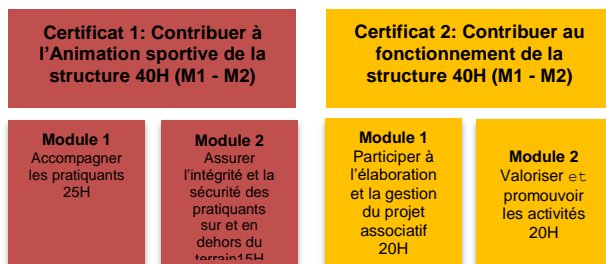 Certificat 1: Contribuer à
l'Animation sportive de la
structure 40H (M1 - M2)
Certificat 2: Contribuer au
fonctionnement de la
structure 40H (M1 - M2)
Module 1
Accompagner
les pratiquants
25H
Module 2
Assurer
l'intégrité et la
sécurité des
pratiquants
sur et en
dehors du
terrain15H
Module 1
Participer à
l'élaboration
et la gestion
du projet
associatif
20H
Module 2
Valoriser et
promouvoir
les activités
20H